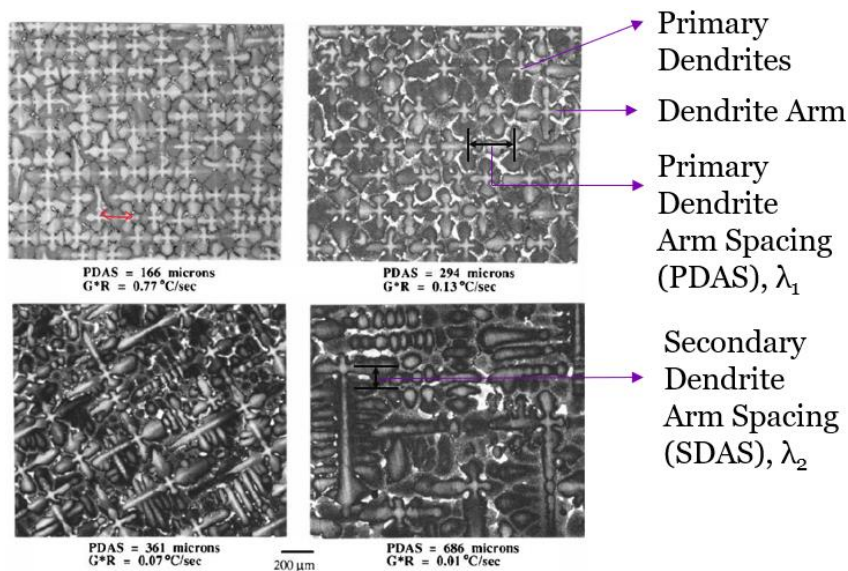 Primary
Dendrites
Dendrite Arm
Primary
Dendrite
Arm Spacing
(PDAS), λ₁
PDAS = 166 microns
G*R = 0.77 °C/sec
PDAS = 294 microns
G*R = 0.13 °C/sec
Secondary
Dendrite
Arm Spacing
(SDAS), λ₂
PDAS = 361 microns
G*R = 0.07 °C/sec
200 μm
PDAS = 686 microns
G*R = 0.01 °C/sec